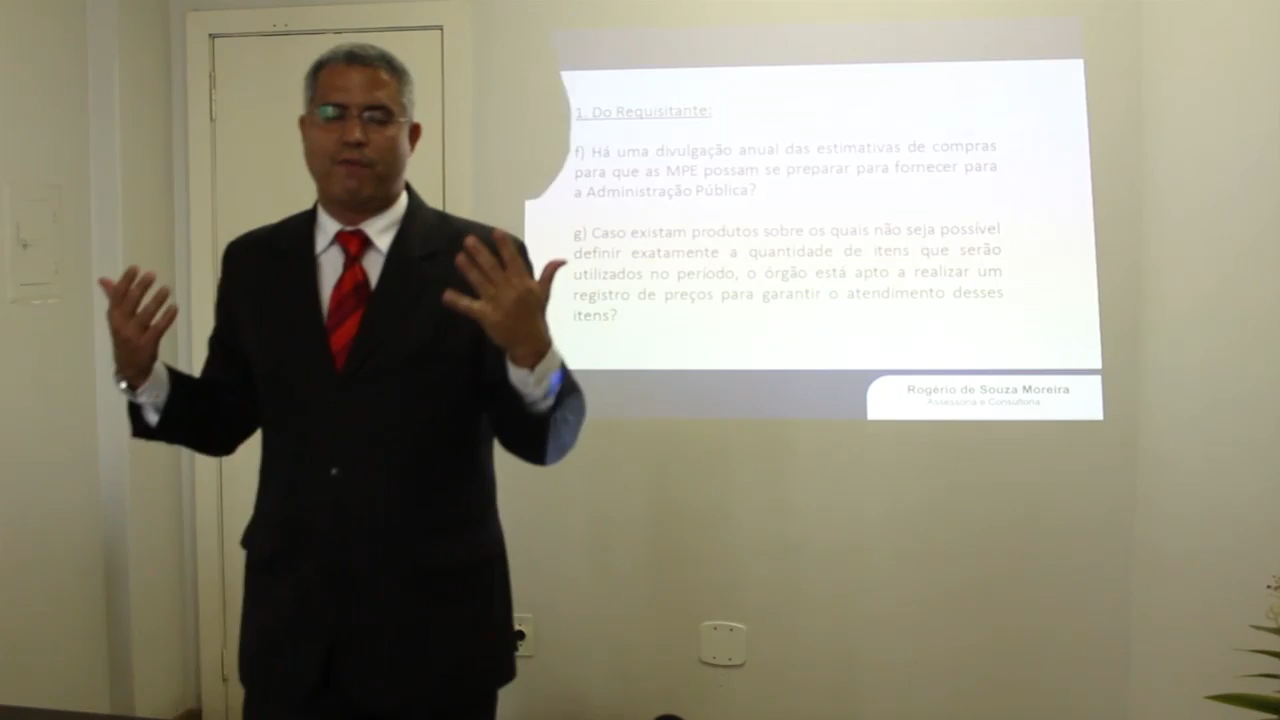 1. Do Requisitante:
f) Há uma divulgação anual das estimativas de compras
para que as MPE possam se preparar para fornecer para
a Administração Pública?
g) Caso existam produtos sobre os quais não seja possível
definir exatamente a quantidade de itens que serão
utilizados no período, o órgão está apto a realizar um
registro de preços para garantir o atendimento desses
itens?
Rogério de Souza Moreira
Assessoria e Consultoria